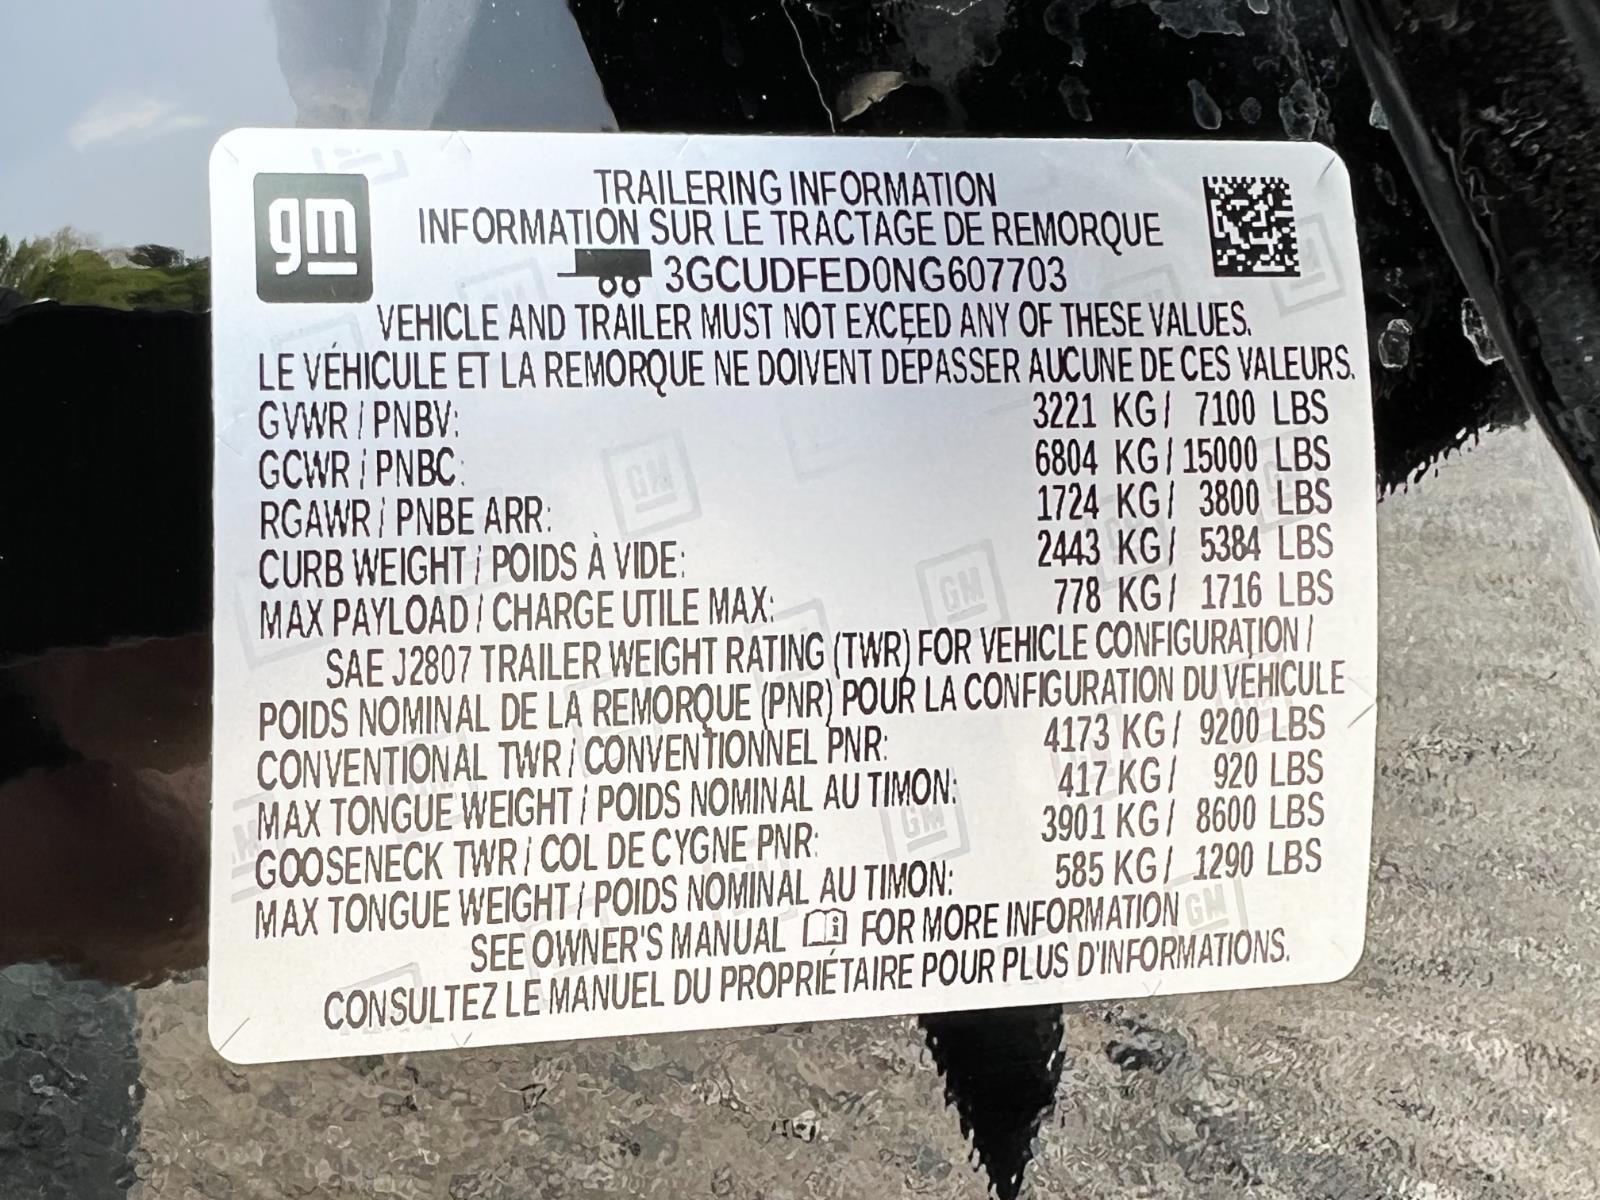 gm
TRAILERING INFORMATION
INFORMATION SUR LE TRACTAGE DE REMORQUE
3GCUDFED0NG607703
VEHICLE AND TRAILER MUST NOT EXCEED ANY OF THESE VALUES.
LE VÉHICULE ET LA REMORQUE NE DOIVENT DÉPASSER AUCUNE DE CES VALEURS.
GVWR / PNBV: 3221 KG / 7100 LBS
GCWR / PNBC: 6804 KG / 15000 LBS
RGAWR / PNBE ARR: 1724 KG / 3800 LBS
CURB WEIGHT / POIDS À VIDE: 2443 KG / 5384 LBS
MAX PAYLOAD / CHARGE UTILE MAX: 778 KG / 1716 LBS
SAE J2807 TRAILER WEIGHT RATING (TWR) FOR VEHICLE CONFIGURATION /
POIDS NOMINAL DE LA REMORQUE (PNR) POUR LA CONFIGURATION DU VÉHICULE
CONVENTIONAL TWR / CONVENTIONNEL PNR: 4173 KG / 9200 LBS
MAX TONGUE WEIGHT / POIDS NOMINAL AU TIMON: 417 KG / 920 LBS
GOOSENECK TWR / COL DE CYGNE PNR: 3901 KG / 8600 LBS
MAX TONGUE WEIGHT / POIDS NOMINAL AU TIMON: 585 KG / 1290 LBS
SEE OWNER'S MANUAL FOR MORE INFORMATION
CONSULTEZ LE MANUEL DU PROPRIÉTAIRE POUR PLUS D'INFORMATIONS.